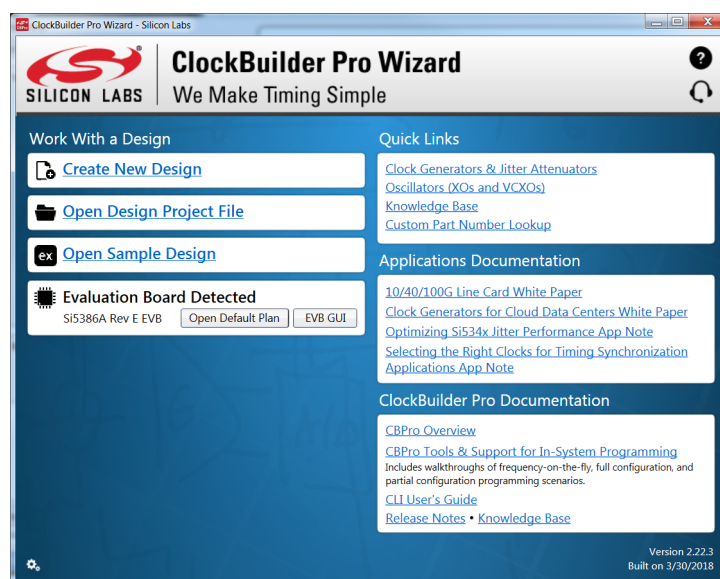 ClockBuilder Pro Wizard - Silicon Labs
SILICON LABS
ClockBuilder Pro Wizard
We Make Timing Simple
?
Work With a Design
Create New Design
Open Design Project File
ex Open Sample Design
Evaluation Board Detected
Si5386A Rev E EVB Open Default Plan EVB GUI
Quick Links
Clock Generators & Jitter Attenuators
Oscillators (XOs and VCXOs)
Knowledge Base
Custom Part Number Lookup
Applications Documentation
10/40/100G Line Card White Paper
Clock Generators for Cloud Data Centers White Paper
Optimizing Si534x Jitter Performance App Note
Selecting the Right Clocks for Timing Synchronization
Applications App Note
ClockBuilder Pro Documentation
CBPro Overview
CBPro Tools & Support for In-System Programming
Includes walkthroughs of frequency-on-the-fly, full configuration, and
partial configuration programming scenarios.
CLI User's Guide
Release Notes • Knowledge Base
Version 2.22.3
Built on 3/30/2018